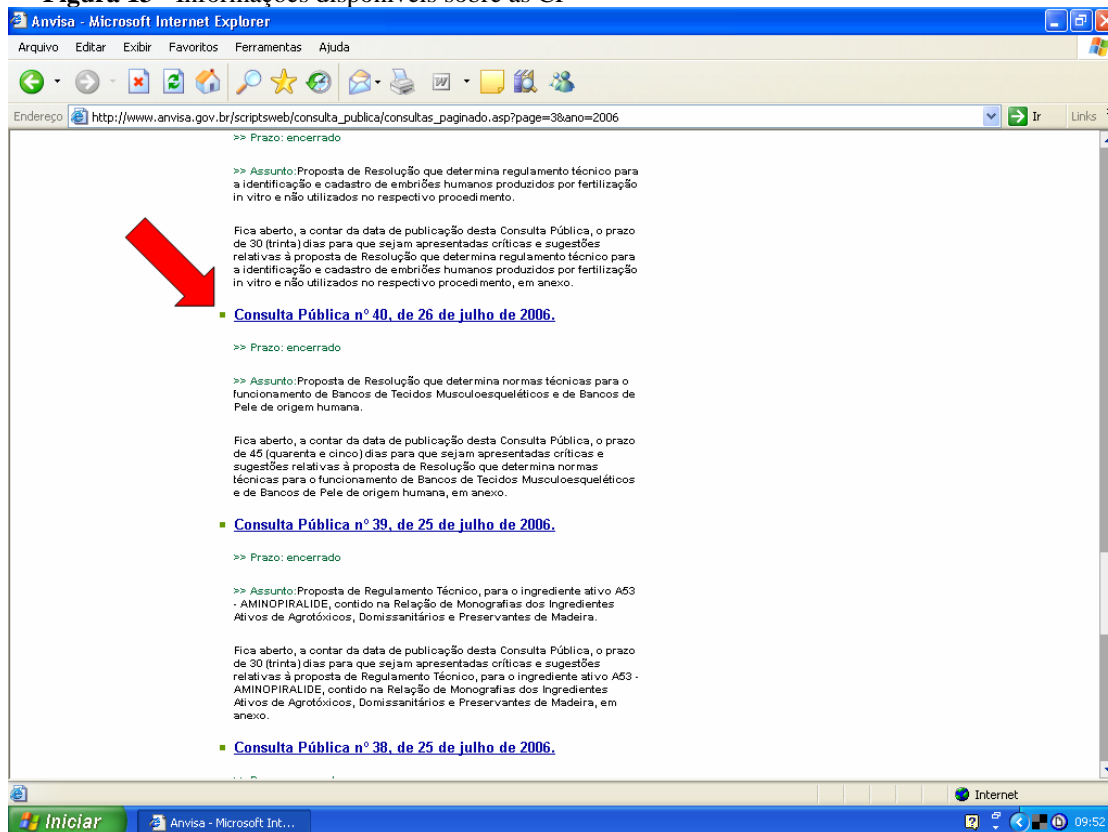 Figura 15 - Informações disponíveis sobre as CP
Anvisa - Microsoft Internet Explorer
Arquivo Editar Exibir Favoritos Ferramentas Ajuda
Endereço http://www.anvisa.gov.br/scriptsweb/consulta_publica/consultas_paginado.asp?page=3&ano=2006 Ir Links
>> Prazo: encerrado
>> Assunto:Proposta de Resolução que determina regulamento técnico para
a identificação e cadastro de embriões humanos produzidos por fertilização
in vitro e não utilizados no respectivo procedimento.
Fica aberto, a contar da data de publicação desta Consulta Pública, o prazo
de 30 (trinta) dias para que sejam apresentadas críticas e sugestões
relativas à proposta de Resolução que determina regulamento técnico para
a identificação e cadastro de embriões humanos produzidos por fertilização
in vitro e não utilizados no respectivo procedimento, em anexo.
Consulta Pública nº 40, de 26 de julho de 2006.
>> Prazo: encerrado
>> Assunto:Proposta de Resolução que determina normas técnicas para o
funcionamento de Bancos de Tecidos Musculoesqueléticos e de Bancos de
Pele de origem humana.
Fica aberto, a contar da data de publicação desta Consulta Pública, o prazo
de 45 (quarenta e cinco) dias para que sejam apresentadas críticas e
sugestões relativas à proposta de Resolução que determina normas
técnicas para o funcionamento de Bancos de Tecidos Musculoesqueléticos
e de Bancos de Pele de origem humana, em anexo.
Consulta Pública nº 39, de 25 de julho de 2006.
>> Prazo: encerrado
>> Assunto:Proposta de Regulamento Técnico, para o ingrediente ativo A53
- AMINOPIRALIDE, contido na Relação de Monografias dos Ingredientes
Ativos de Agrotóxicos, Domissanitários e Preservantes de Madeira.
Fica aberto, a contar da data de publicação desta Consulta Pública, o prazo
de 30 (trinta) dias para que sejam apresentadas críticas e sugestões
relativas à proposta de Regulamento Técnico, para o ingrediente ativo A53 -
AMINOPIRALIDE, contido na Relação de Monografias dos Ingredientes
Ativos de Agrotóxicos, Domissanitários e Preservantes de Madeira, em
anexo.
Consulta Pública nº 38, de 25 de julho de 2006.
Internet
Iniciar Anvisa - Microsoft Int... 09:52